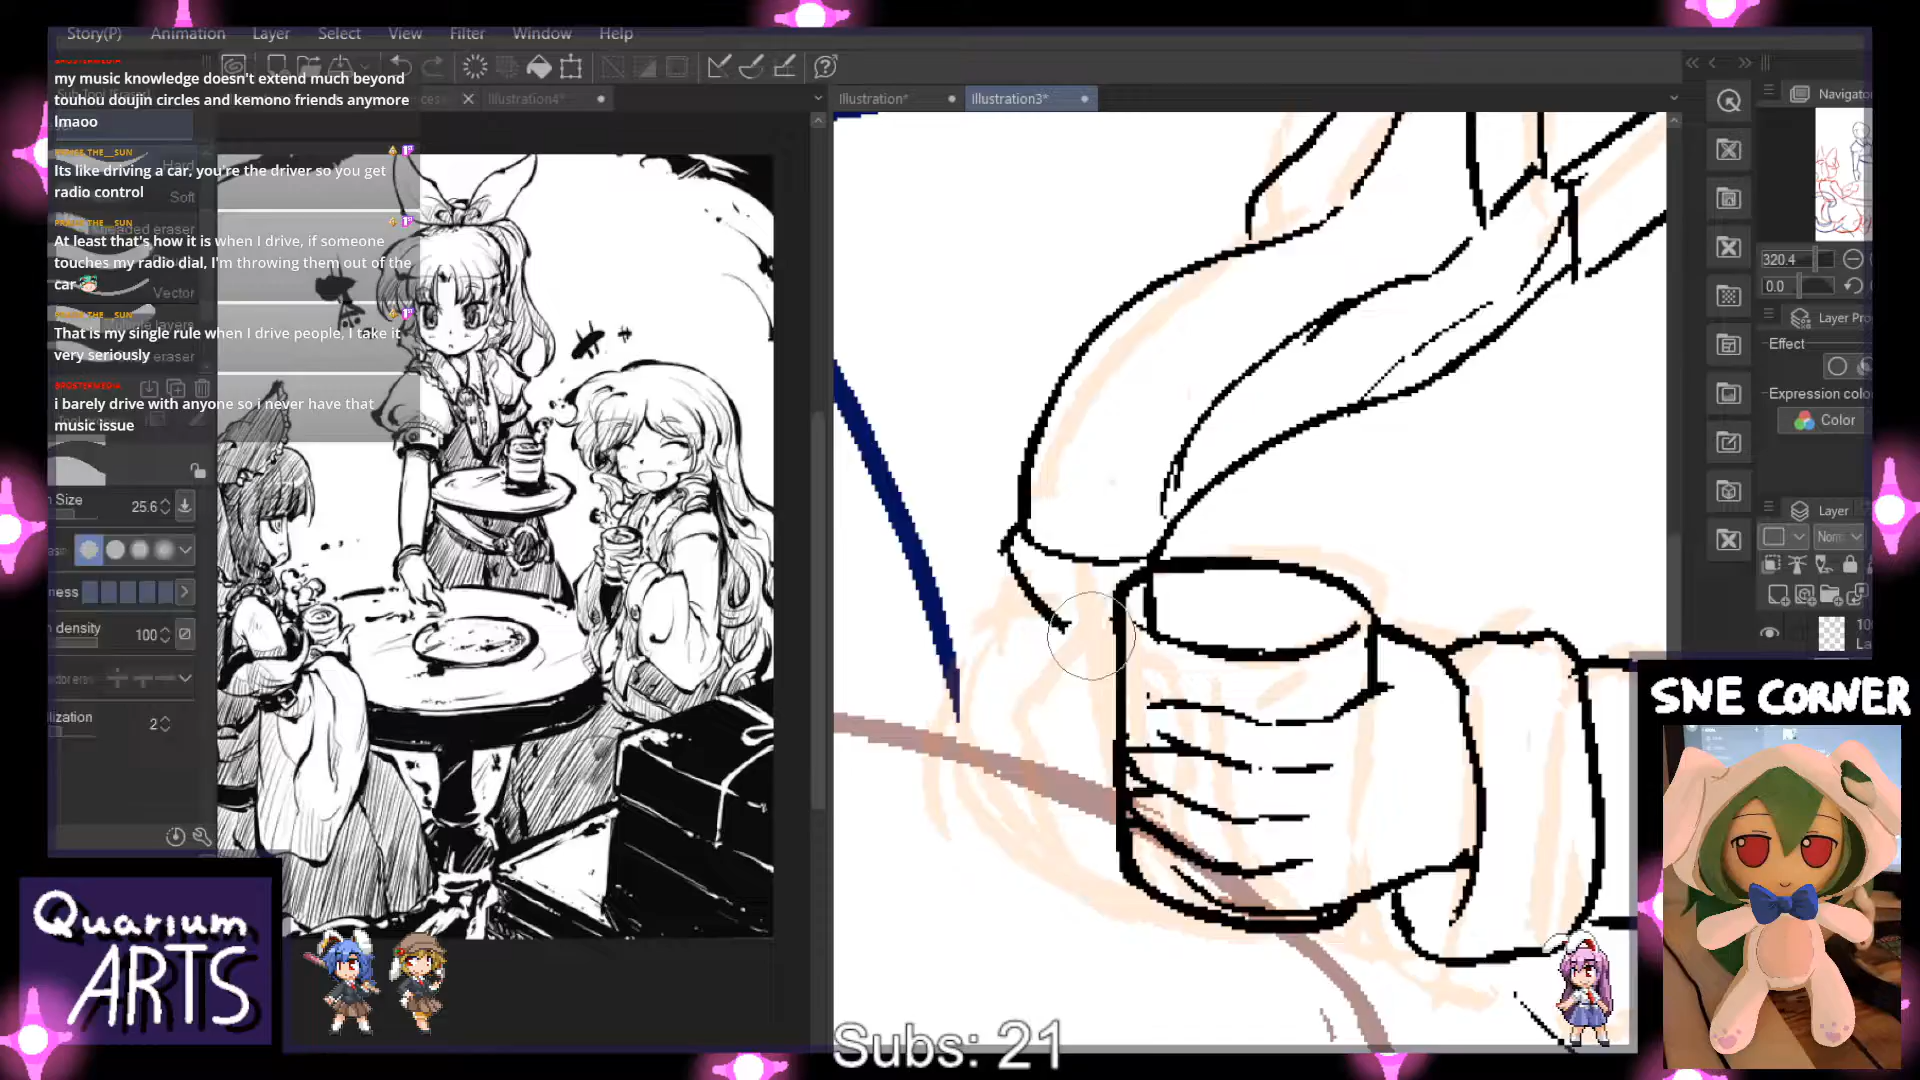 Story(P) Animation Layer Select View Filter Window Help
my music knowledge doesn't extend much beyond
touhou doujin circles and kemono friends anymore
lmaoo
Hard
Its like driving a car, you're the driver so you get
radio control
Soft
At least that's how it is when I drive, if someone
touches my radio dial, I'm throwing them out of the
car
Vector
That is my single rule when I drive people, I take it
very seriously
eraser
i barely drive with anyone so i never have that
music issue
Size
25.6
density
100
2
Illustration4*
Illustration*
Illustration3*
Navigato
320.4
0.0
Layer Pro
Effect
Expression colo
Color
Layer
Norm
Quarium
ARTS
Subs: 21
SNE CORNER